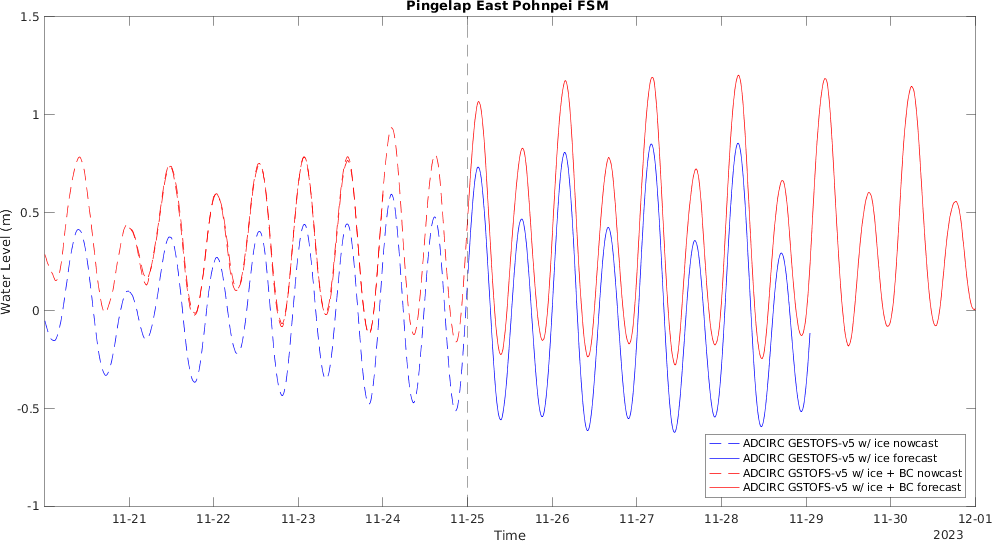 Pingelap East Pohnpei FSM
1.5
1
0.5
0
-0.5
-1
Water Level (m)
11-21
11-22
11-23
11-24
11-25
11-26
11-27
11-28
11-29
11-30
12-01
Time
2023
ADCIRC GESTOFS-v5 w/ ice nowcast
ADCIRC GESTOFS-v5 w/ ice forecast
ADCIRC GSTOFS-v5 w/ ice + BC nowcast
ADCIRC GSTOFS-v5 w/ ice + BC forecast